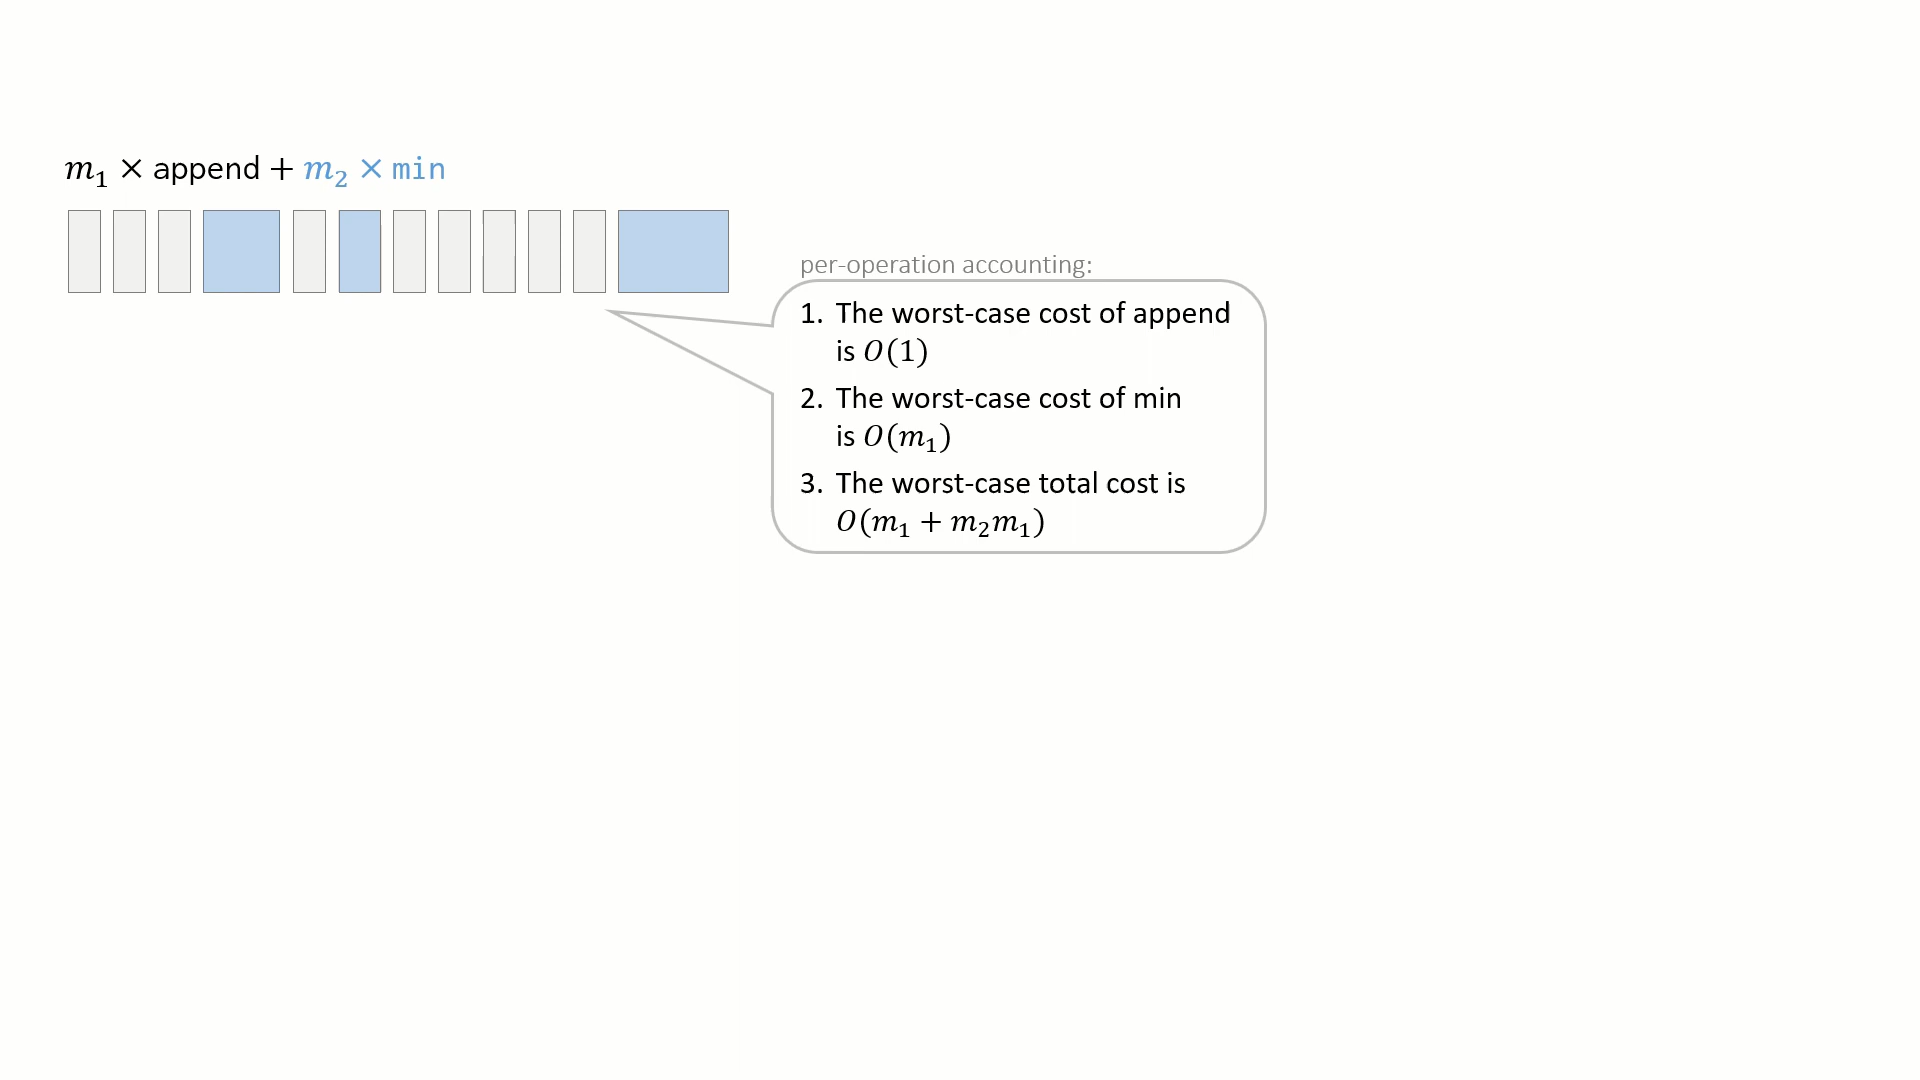 m₁ × append + m₂ × min
per-operation accounting:
1. The worst-case cost of append
is O(1)
2. The worst-case cost of min
is O(m₁)
3. The worst-case total cost is
O(m₁ + m₂m₁)